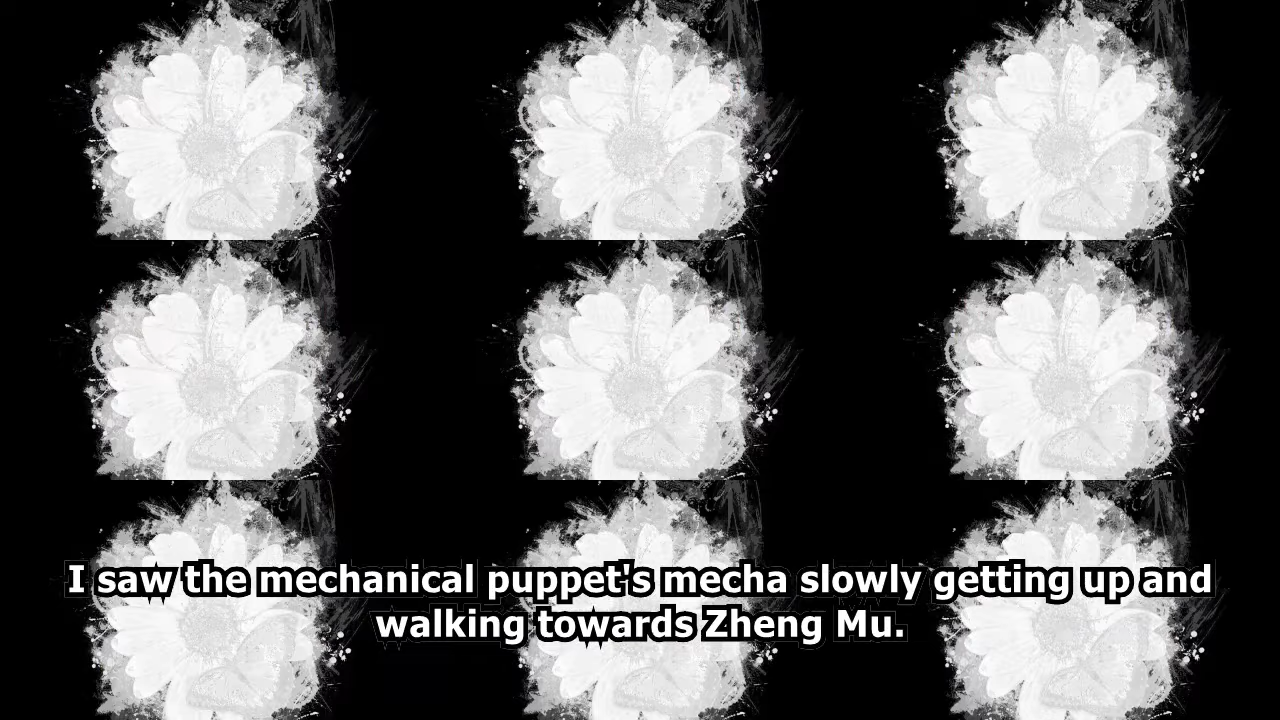 I saw the mechanical puppet's mecha slowly getting up and
walking towards Zheng Mu.